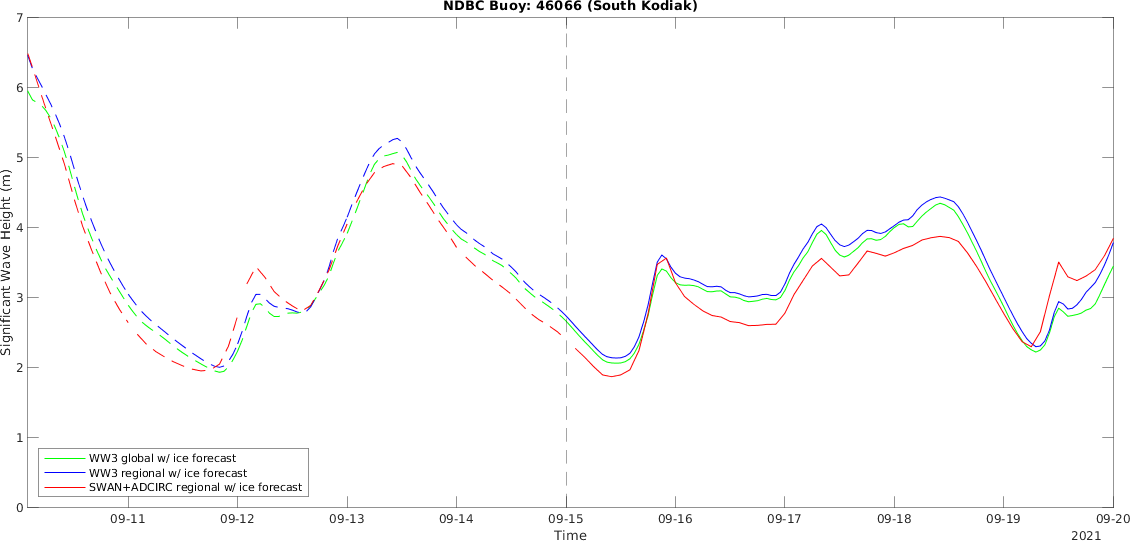 NDBC Buoy: 46066 (South Kodiak)
Significant Wave Height (m)
7
6
5
4
3
2
1
0
WW3 global w/ ice forecast
WW3 regional w/ ice forecast
SWAN+ADCIRC regional w/ ice forecast
09-11 09-12 09-13 09-14 09-15 09-16 09-17 09-18 09-19 09-20
Time
2021